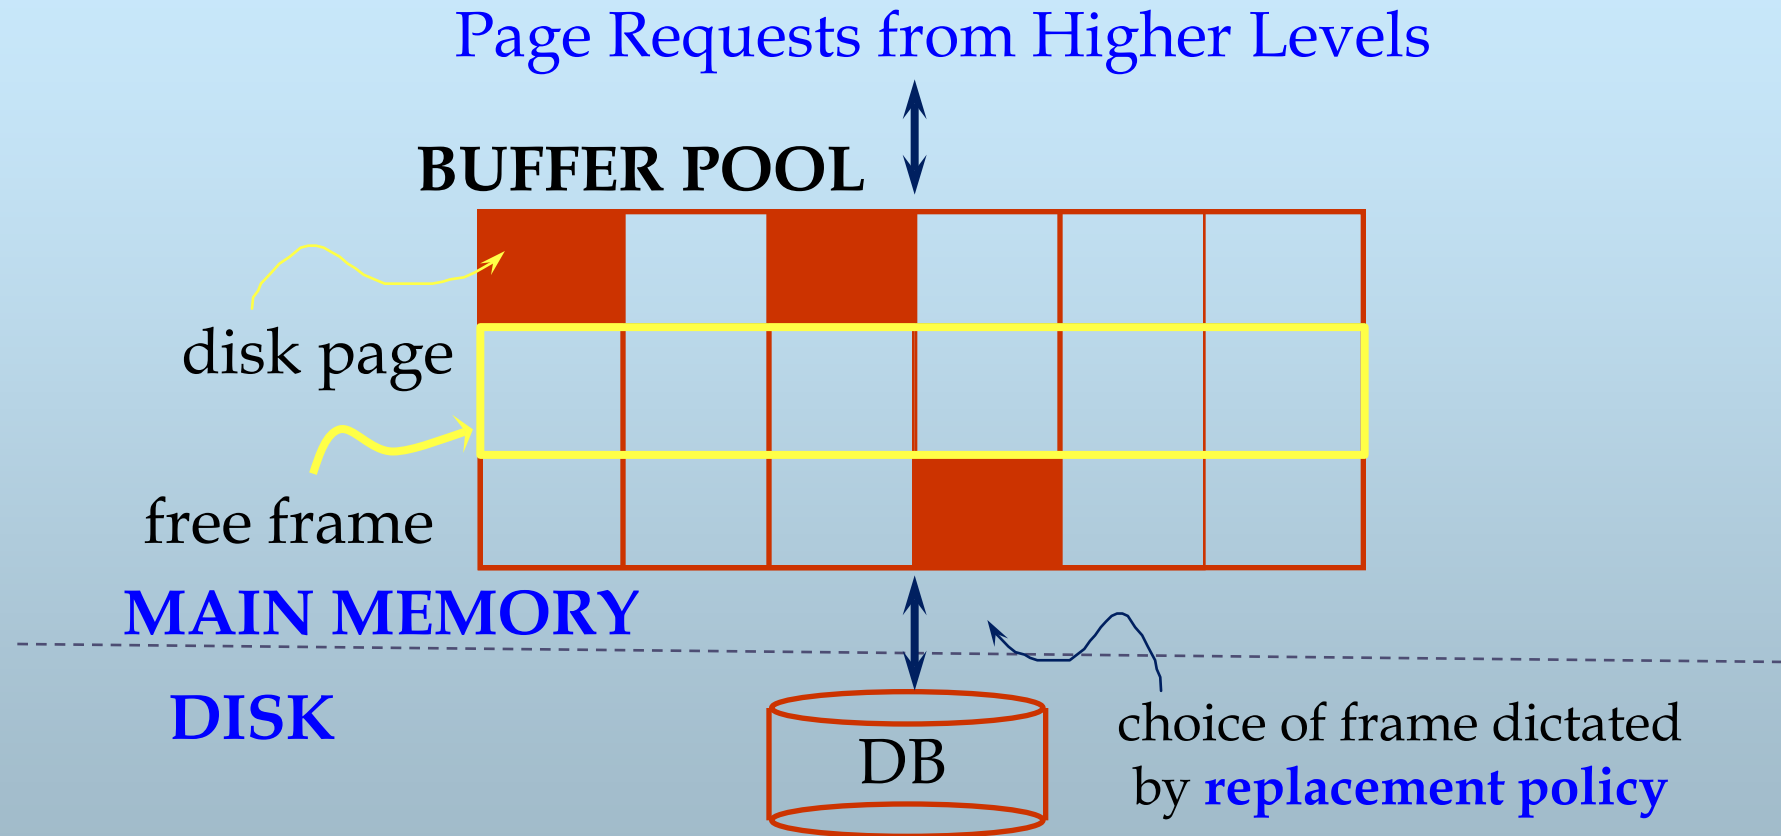 Page Requests from Higher Levels
BUFFER POOL
disk page
free frame
MAIN MEMORY
DISK
DB
choice of frame dictated
by replacement policy